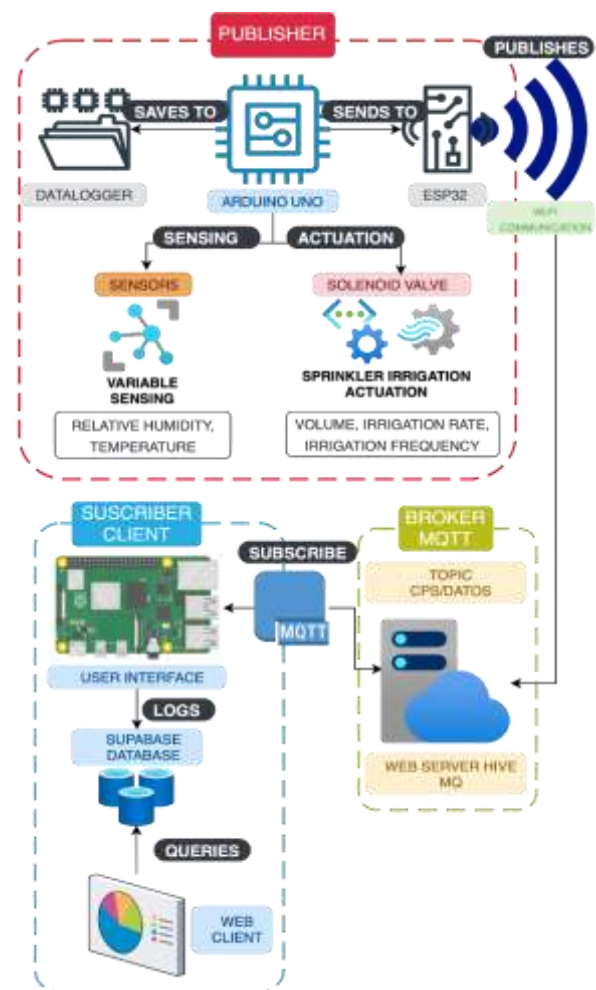 PUBLISHER
PUBLISHES
SAVES TO
SENDS TO
DATALOGGER
ARDUINO UNO
ESP32
WI-FI
COMMUNICATION
SENSING
ACTUATION
SENSORS
SOLENOID VALVE
VARIABLE
SENSING
SPRINKLER IRRIGATION
ACTUATION
RELATIVE HUMIDITY,
TEMPERATURE
VOLUME, IRRIGATION RATE,
IRRIGATION FREQUENCY
SUSCRIBER
CLIENT
BROKER
MQTT
SUBSCRIBE
TOPIC
CPS/DATOS
MQTT
USER INTERFACE
LOGS
SUPABASE
DATABASE
WEB SERVER HIVE
MQ
QUERIES
WEB
CLIENT